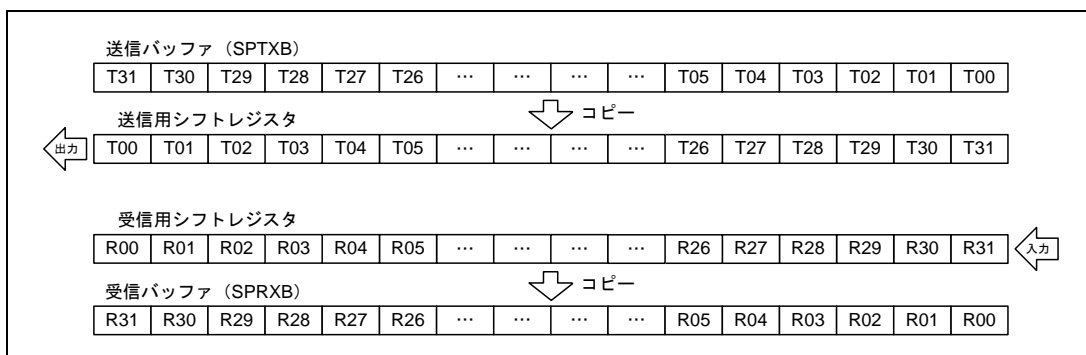 送信バッファ（SPTXB）
T31 T30 T29 T28 T27 T26 … … … … T05 T04 T03 T02 T01 T00
コピー
送信用シフトレジスタ
出力 T00 T01 T02 T03 T04 T05 … … … … T26 T27 T28 T29 T30 T31
受信用シフトレジスタ
R00 R01 R02 R03 R04 R05 … … … … R26 R27 R28 R29 R30 R31 入力
コピー
受信バッファ（SPRXB）
R31 R30 R29 R28 R27 R26 … … … … R05 R04 R03 R02 R01 R00